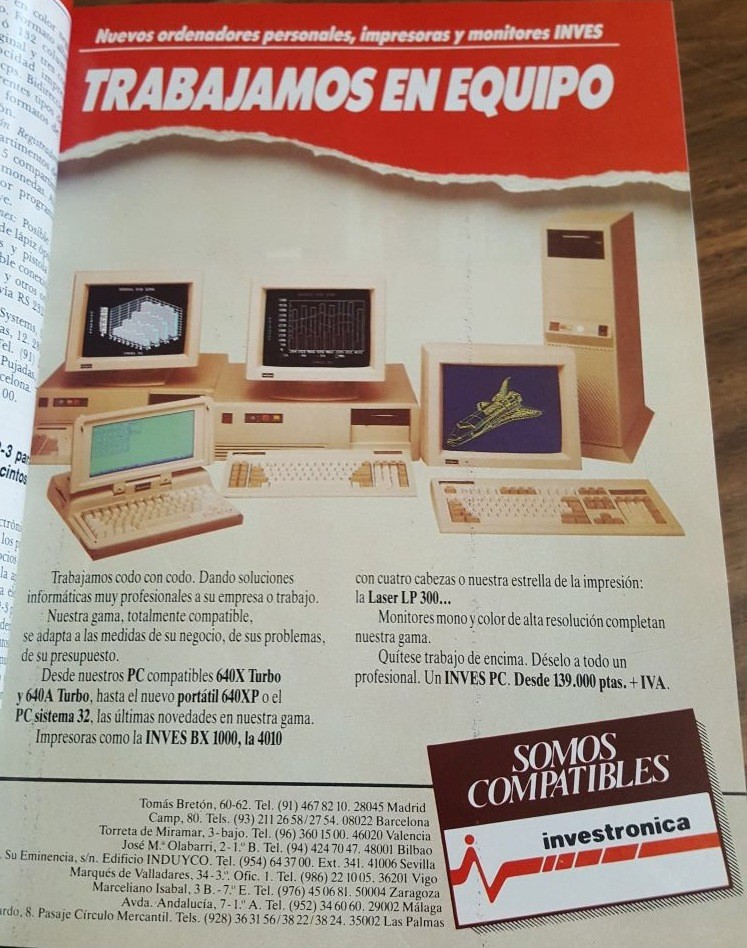 Nuevos ordenadores personales, impresoras y monitores INVES
TRABAJAMOS EN EQUIPO
Trabajamos codo con codo. Dando soluciones
informáticas muy profesionales a su empresa o trabajo.
Nuestra gama, totalmente compatible,
se adapta a las medidas de su negocio, de sus problemas,
de su presupuesto.
Desde nuestros PC compatibles 640X Turbo
y 640A Turbo, hasta el nuevo portátil 640XP o el
PC sistema 32, las últimas novedades en nuestra gama.
Impresoras como la INVES BX 1000, la 4010
con cuatro cabezas o nuestra estrella de la impresión:
la Laser LP 300...
Monitores mono y color de alta resolución completan
nuestra gama.
Quítese trabajo de encima. Déselo a todo un
profesional. Un INVES PC. Desde 139.000 ptas. + IVA.
SOMOS
COMPATIBLES
investronica
Tomás Bretón, 60-62. Tel. (91) 467 82 10. 28045 Madrid
Camp, 80. Tels. (93) 211 26 58/27 54. 08022 Barcelona
Torreta de Miramar, 3-bajo. Tel. (96) 360 15 00. 46020 Valencia
José M.ª Olabarri, 2-1.º B. Tel. (94) 424 70 47. 48001 Bilbao
Su Eminencia, s/n. Edificio INDUYCO. Tel. (954) 64 37 00. Ext. 341. 41006 Sevilla
Marqués de Valladares, 34-3.º. Ofic. 1. Tel. (986) 22 10 05. 36201 Vigo
Marceliano Isabal, 3 B.-7.º E. Tel. (976) 45 06 81. 50004 Zaragoza
Avda. Andalucía, 7-1.º A. Tel. (952) 34 60 60. 29002 Málaga
8. Pasaje Círculo Mercantil. Tels. (928) 36 31 56/38 22/38 24. 35002 Las Palmas